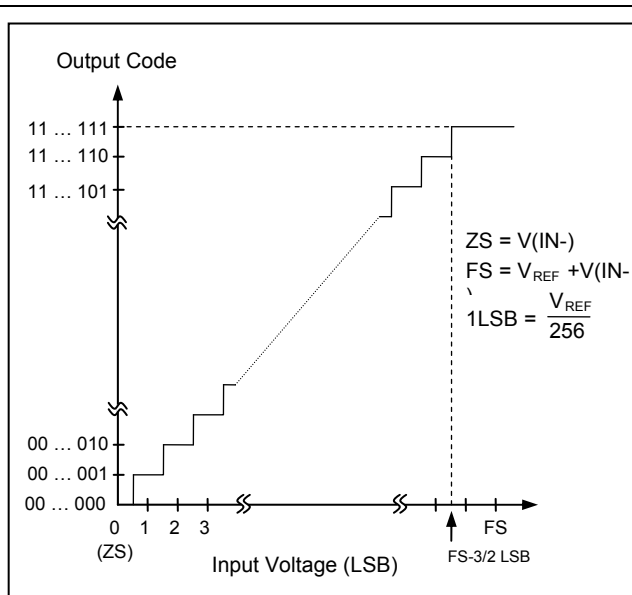 Output Code
11 ... 111
11 ... 110
11 ... 101
ZS = V(IN-)
FS = VREF +V(IN-
)
1LSB = VREF
256
00 ... 010
00 ... 001
00 ... 000
0 1 2 3 FS
(ZS)
FS-3/2 LSB
Input Voltage (LSB)